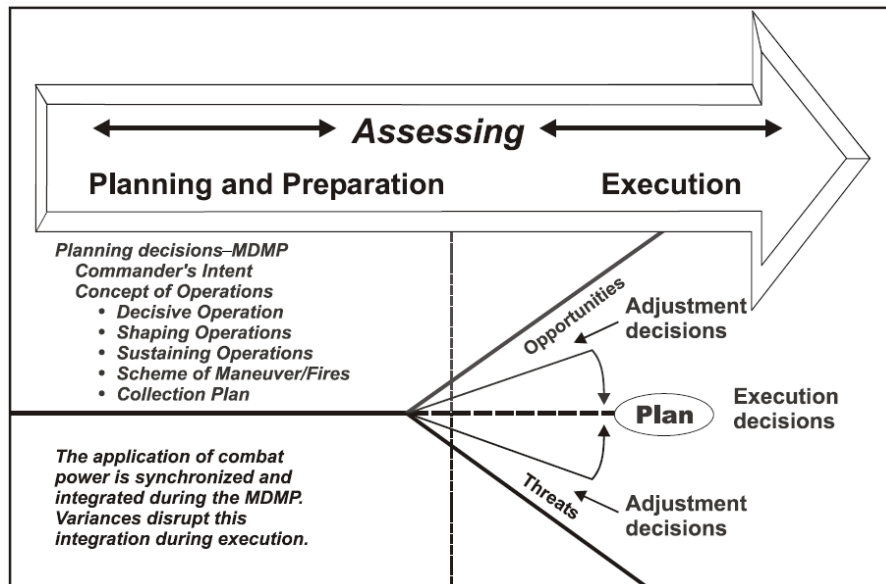 Assessing
Planning and Preparation
Execution
Planning decisions–MDMP
Commander's Intent
Concept of Operations
• Decisive Operation
• Shaping Operations
• Sustaining Operations
• Scheme of Maneuver/Fires
• Collection Plan
Opportunities
Adjustment
decisions
Plan
Execution
decisions
The application of combat
power is synchronized and
integrated during the MDMP.
Variances disrupt this
integration during execution.
Threats
Adjustment
decisions